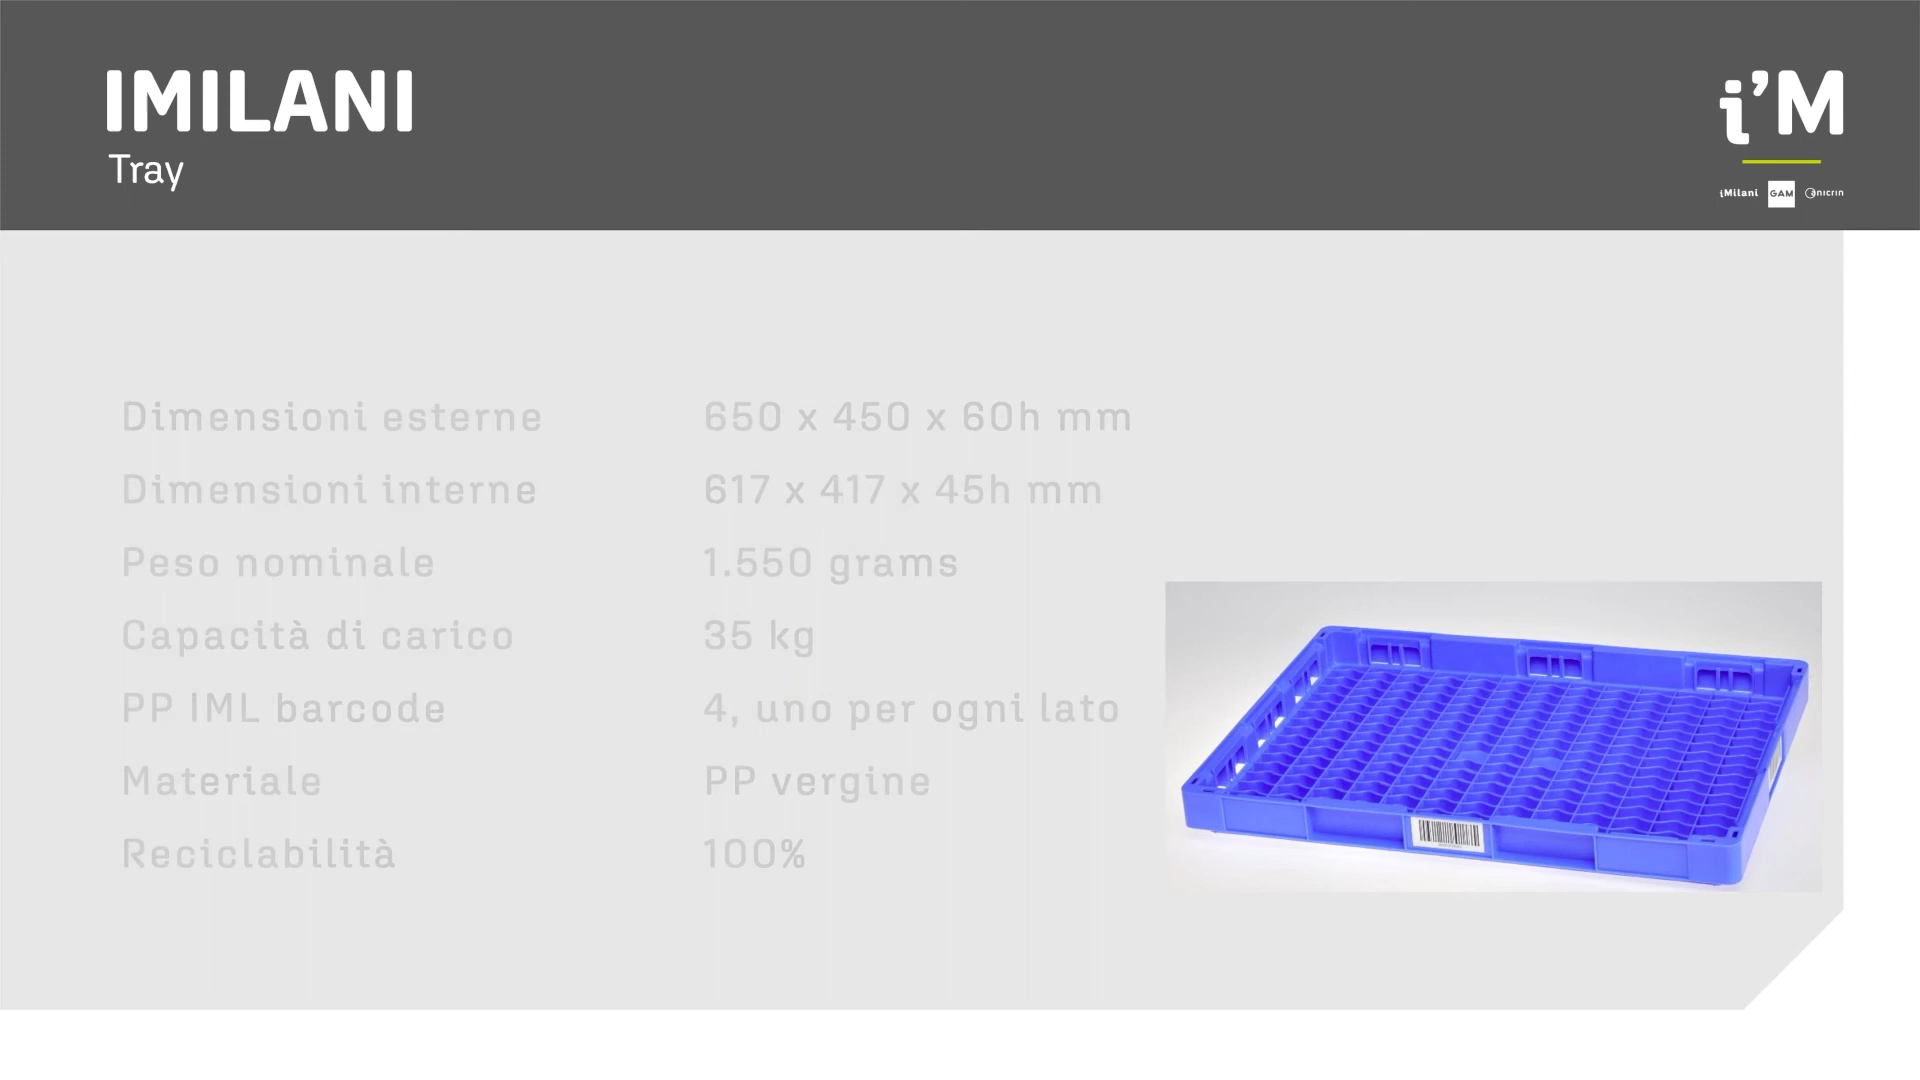 IMILANI
Tray
i’M
iMilani GAM Onicrin
Dimensioni esterne 650 x 450 x 60h mm
Dimensioni interne 617 x 417 x 45h mm
Peso nominale 1.550 grams
Capacità di carico 35 kg
PP IML barcode 4, uno per ogni lato
Materiale PP vergine
Reciclabilità 100%